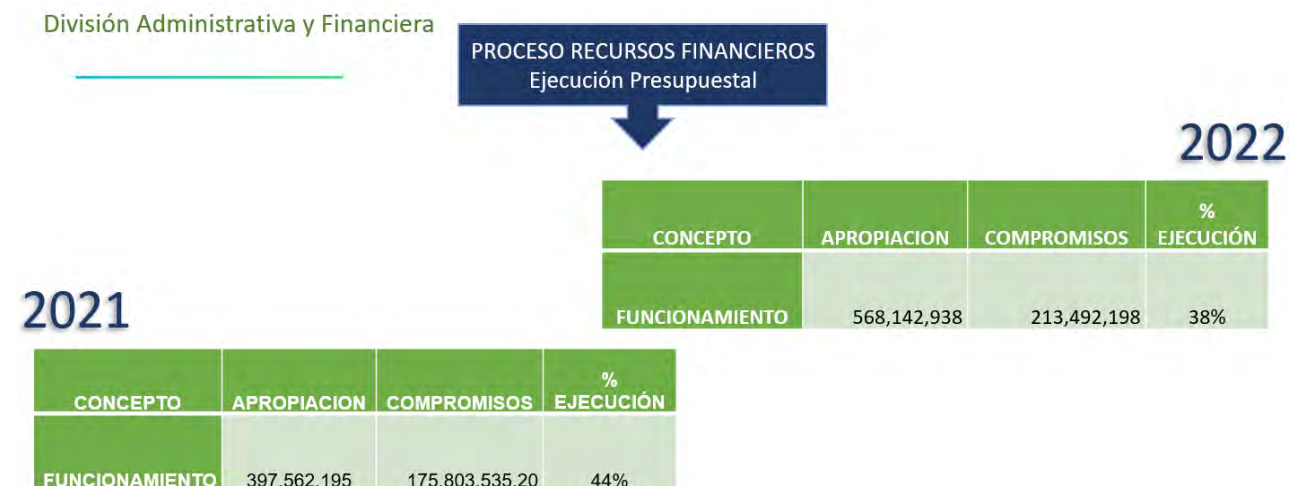 División Administrativa y Financiera
PROCESO RECURSOS FINANCIEROS
Ejecución Presupuestal
2022
%
CONCEPTO APROPIACION COMPROMISOS EJECUCIÓN
FUNCIONAMIENTO 568,142,938 213,492,198 38%
2021
%
CONCEPTO APROPIACION COMPROMISOS EJECUCIÓN
FUNCIONAMIENTO 397,562,195 175,803,535.20 44%